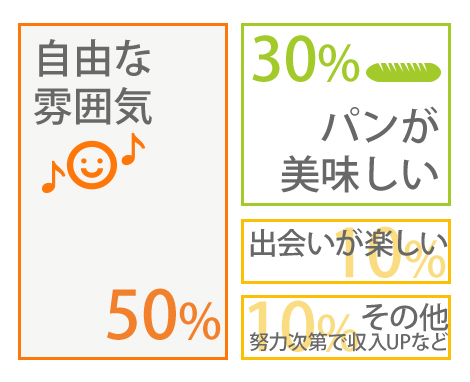 自由な
雰囲気
50%
30%
パンが
美味しい
出会いが楽しい
10%
10%
その他
努力次第で収入UPなど